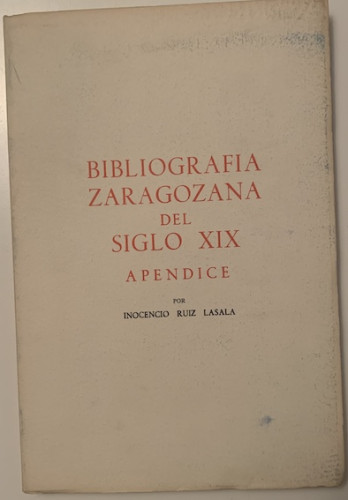 BIBLIOGRAFIA
ZARAGOZANA
DEL
SIGLO XIX
APENDICE
POR
INOCENCIO RUIZ LASALA